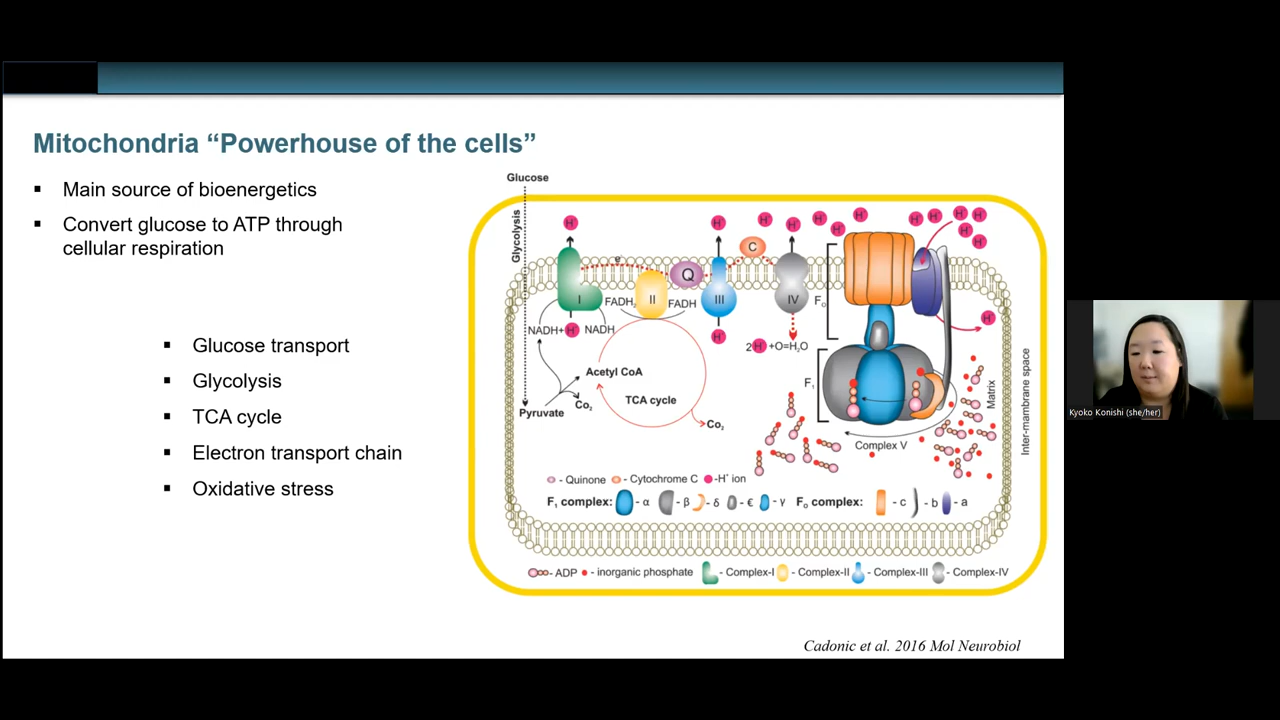 Mitochondria “Powerhouse of the cells”
▪ Main source of bioenergetics
▪ Convert glucose to ATP through
cellular respiration
▪ Glucose transport
▪ Glycolysis
▪ TCA cycle
▪ Electron transport chain
▪ Oxidative stress
Glucose
Glycolysis
H⁺
H⁺
H⁺
H⁺
H⁺
H⁺
H⁺
H⁺
H⁺
H⁺
H⁺
H⁺
H⁺
C
e⁻
Q
I
II
III
IV
FADH₂
FADH
F₀
NADH+H⁺
NADH
H⁺
2H⁺+O=H₂O
H⁺
Acetyl CoA
TCA cycle
Pyruvate
Co₂
Co₂
F₁
Complex V
Matrix
Inter-mambrane space
- Quinone - Cytochrome C -H⁺ ion
F₁ complex: - α - β - δ - € - γ F₀ complex: - c - b - a
- ADP - inorganic phosphate - Complex-I - Complex-II - Complex-III - Complex-IV
Cadonic et al. 2016 Mol Neurobiol
Kyoko Konishi (she/her)